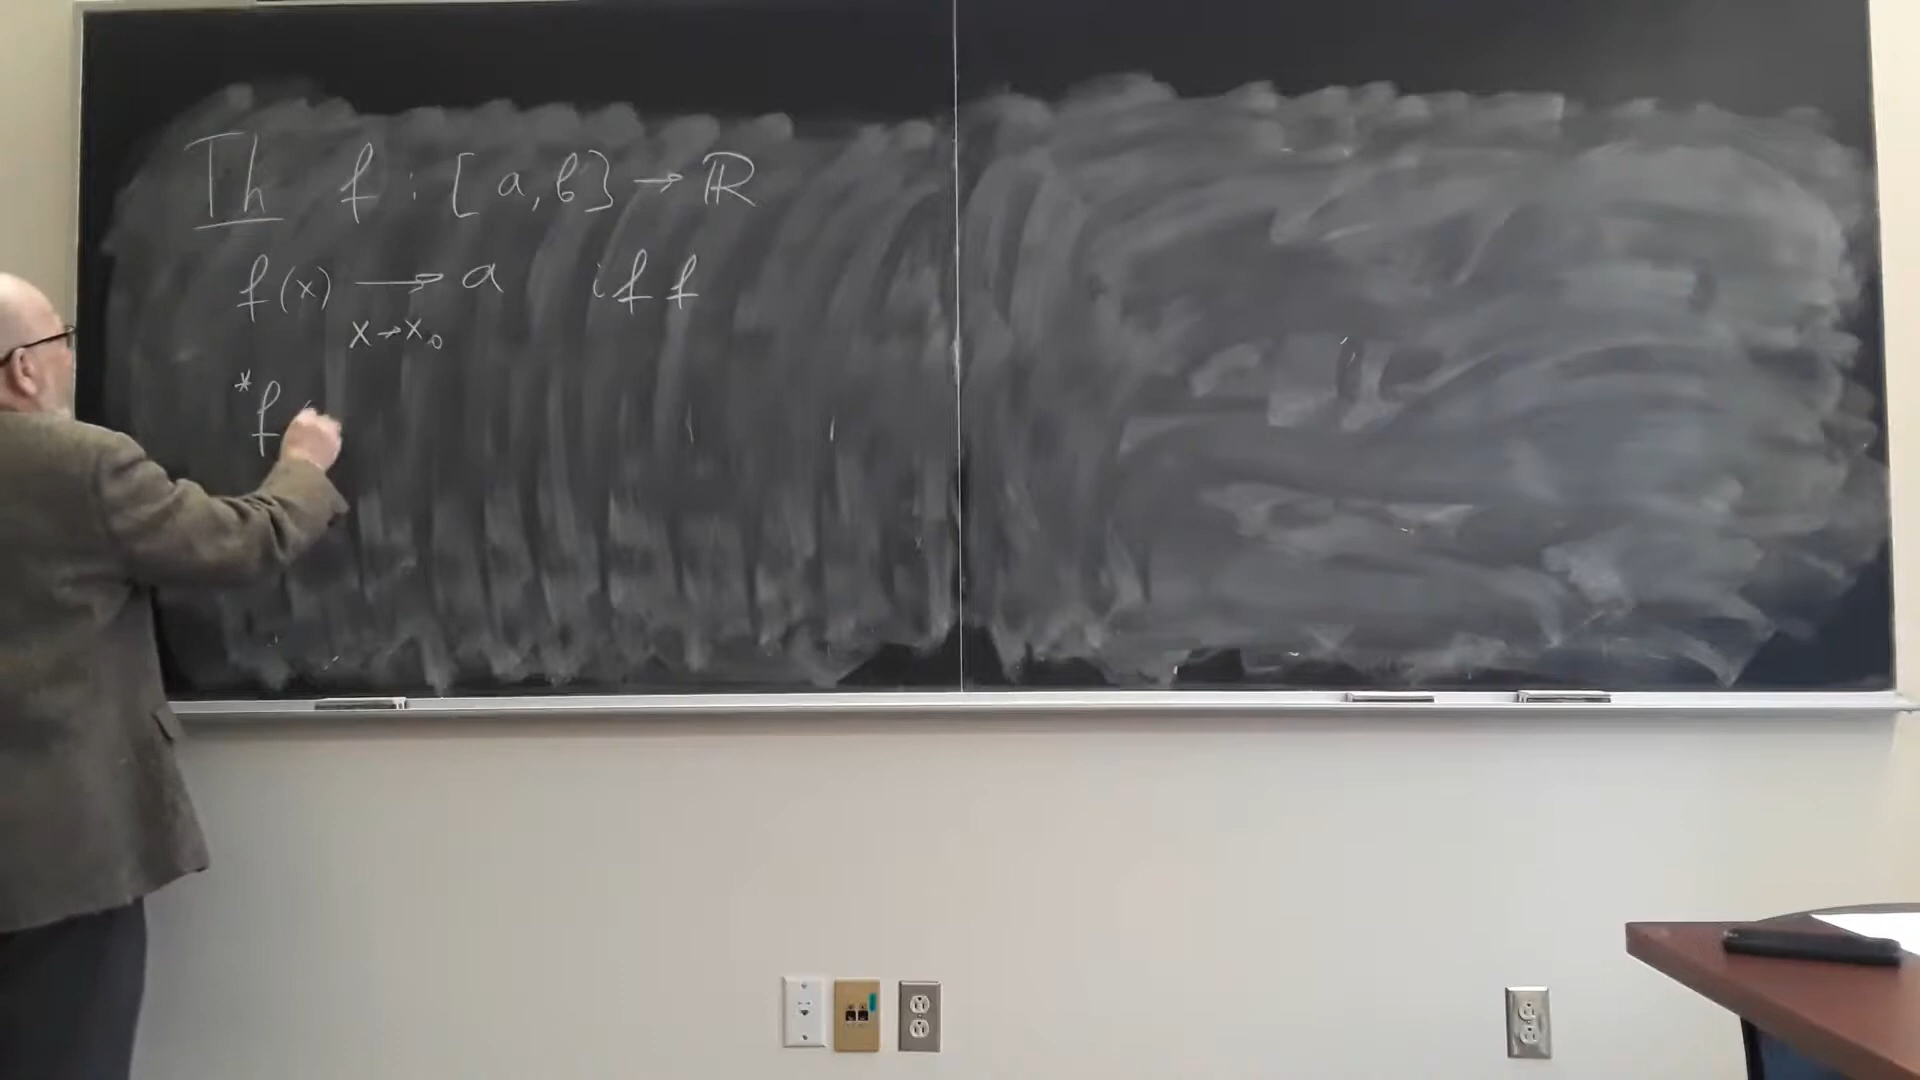 Th f : [a, b] → ℝ
f(x) → a iff
x → x₀
*f